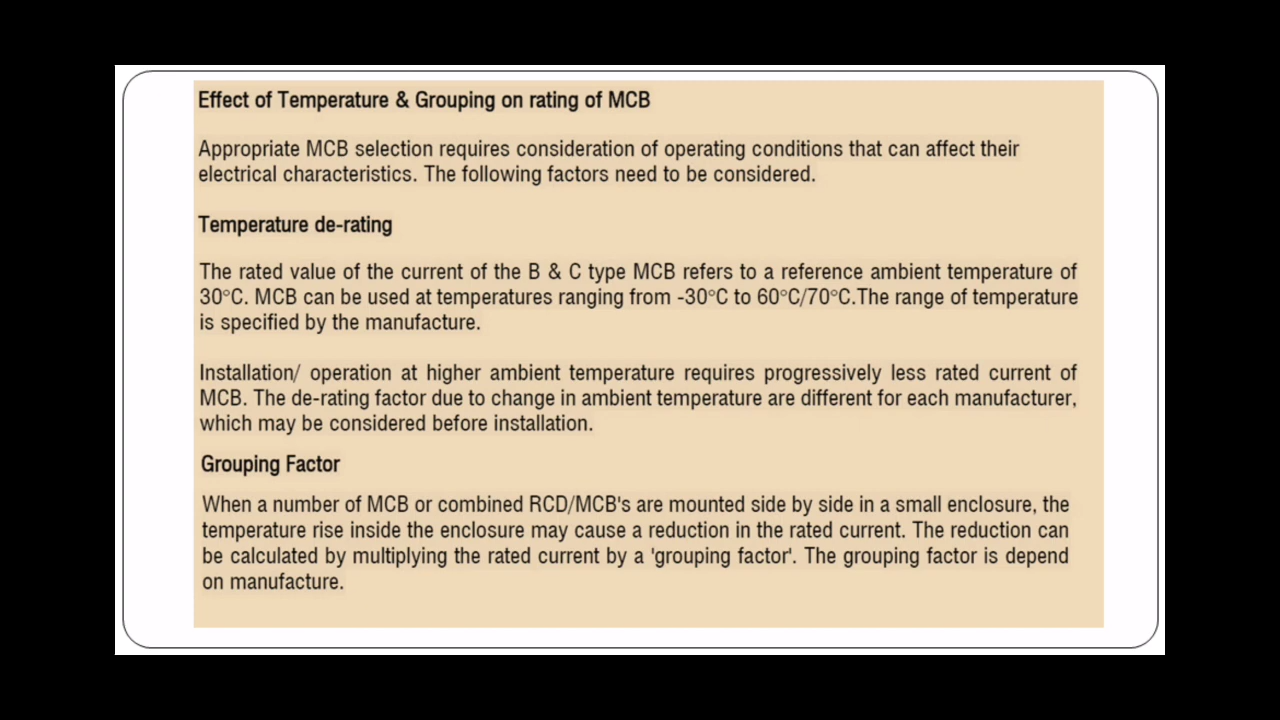 Effect of Temperature & Grouping on rating of MCB
Appropriate MCB selection requires consideration of operating conditions that can affect their
electrical characteristics. The following factors need to be considered.
Temperature de-rating
The rated value of the current of the B & C type MCB refers to a reference ambient temperature of
30°C. MCB can be used at temperatures ranging from -30°C to 60°C/70°C.The range of temperature
is specified by the manufacture.
Installation/ operation at higher ambient temperature requires progressively less rated current of
MCB. The de-rating factor due to change in ambient temperature are different for each manufacturer,
which may be considered before installation.
Grouping Factor
When a number of MCB or combined RCD/MCB's are mounted side by side in a small enclosure, the
temperature rise inside the enclosure may cause a reduction in the rated current. The reduction can
be calculated by multiplying the rated current by a 'grouping factor'. The grouping factor is depend
on manufacture.